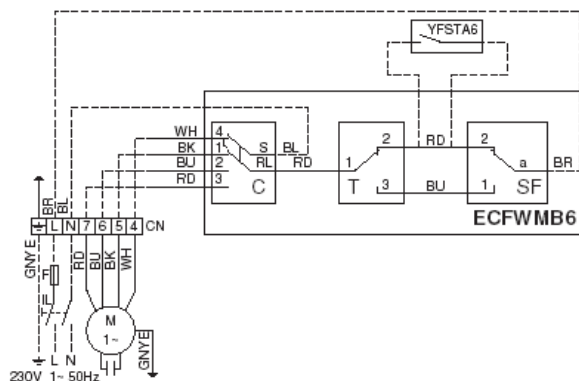 YFSTA6
WH 4 S BL 2 RD 2
BK 1 RL RD 1 a BR
BU 2 C T SF
RD 3 3 BU 1
ECFWMB6
BR BL
L N 7 6 5 4 CN
GNYE F RD BU BK WH
IL M
1~ GNYE
L N
230V 1~ 50Hz